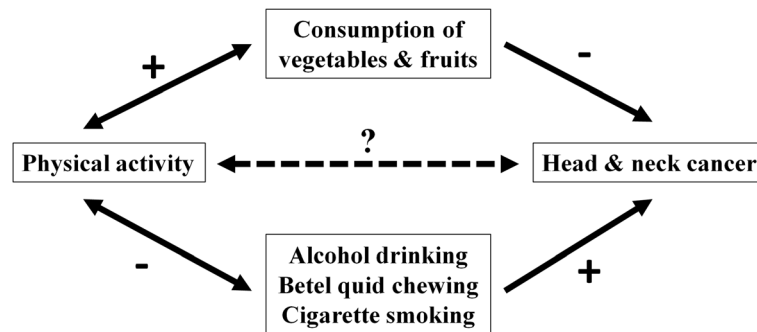 Consumption of
vegetables & fruits
+
-
?
Physical activity
Head & neck cancer
-
+
Alcohol drinking
Betel quid chewing
Cigarette smoking